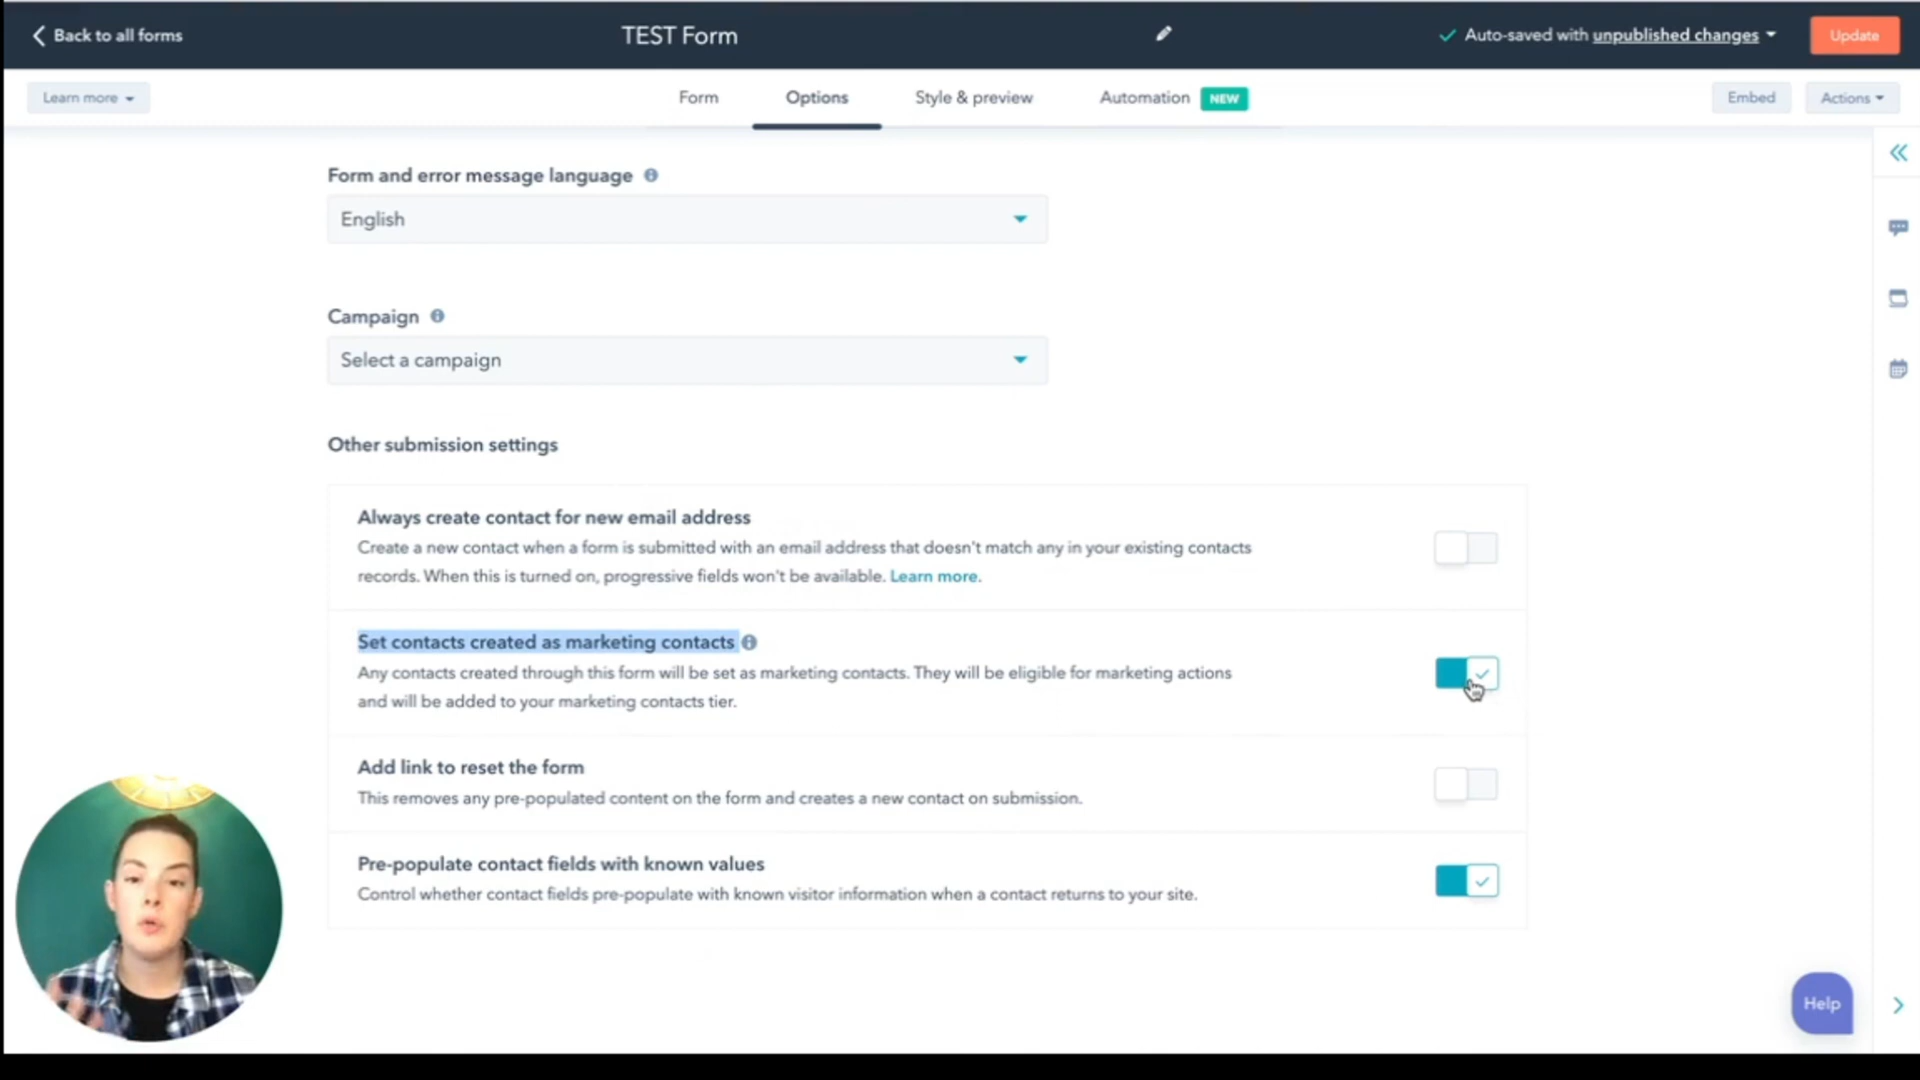 Back to all forms
TEST Form
Auto-saved with unpublished changes
Update
Learn more
Form
Options
Style & preview
Automation NEW
Embed
Actions
Form and error message language
English
Campaign
Select a campaign
Other submission settings
Always create contact for new email address
Create a new contact when a form is submitted with an email address that doesn't match any in your existing contacts
records. When this is turned on, progressive fields won't be available. Learn more.
Set contacts created as marketing contacts
Any contacts created through this form will be set as marketing contacts. They will be eligible for marketing actions
and will be added to your marketing contacts tier.
Add link to reset the form
This removes any pre-populated content on the form and creates a new contact on submission.
Pre-populate contact fields with known values
Control whether contact fields pre-populate with known visitor information when a contact returns to your site.
Help